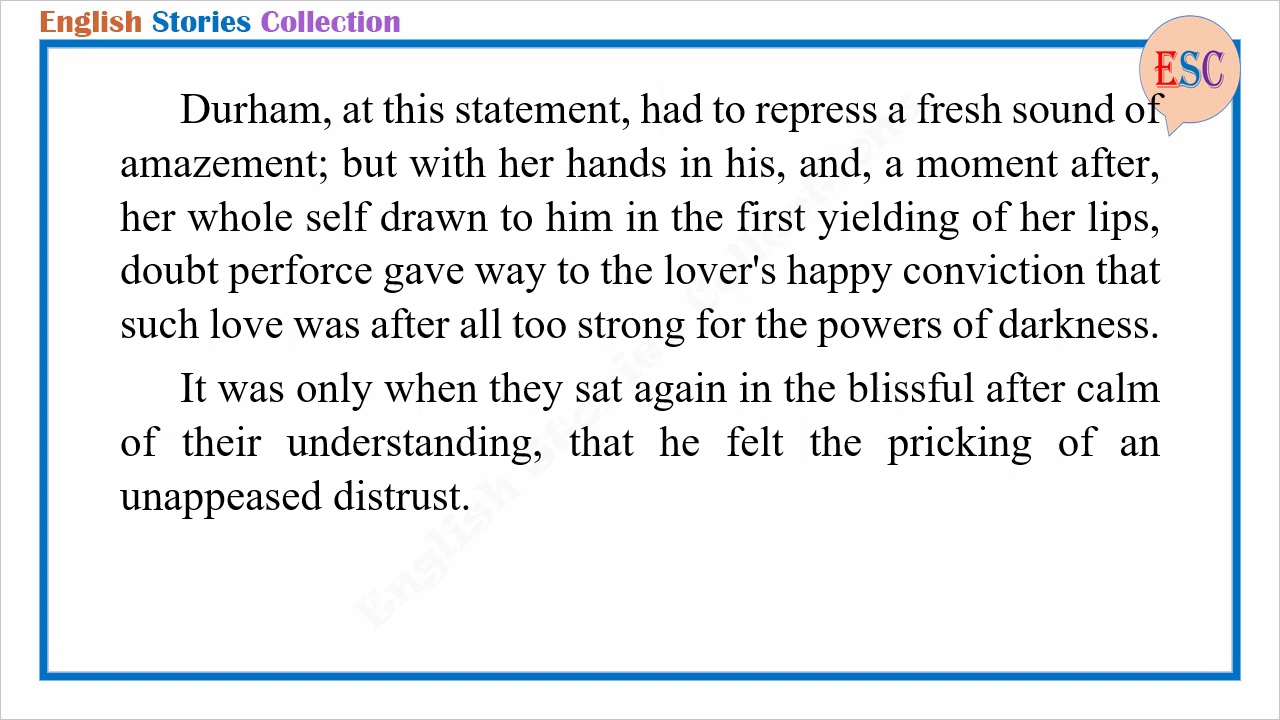 English Stories Collection
ESC
Durham, at this statement, had to repress a fresh sound of
amazement; but with her hands in his, and, a moment after,
her whole self drawn to him in the first yielding of her lips,
doubt perforce gave way to the lover's happy conviction that
such love was after all too strong for the powers of darkness.
It was only when they sat again in the blissful after calm
of their understanding, that he felt the pricking of an
unappeased distrust.
English Stories Collection